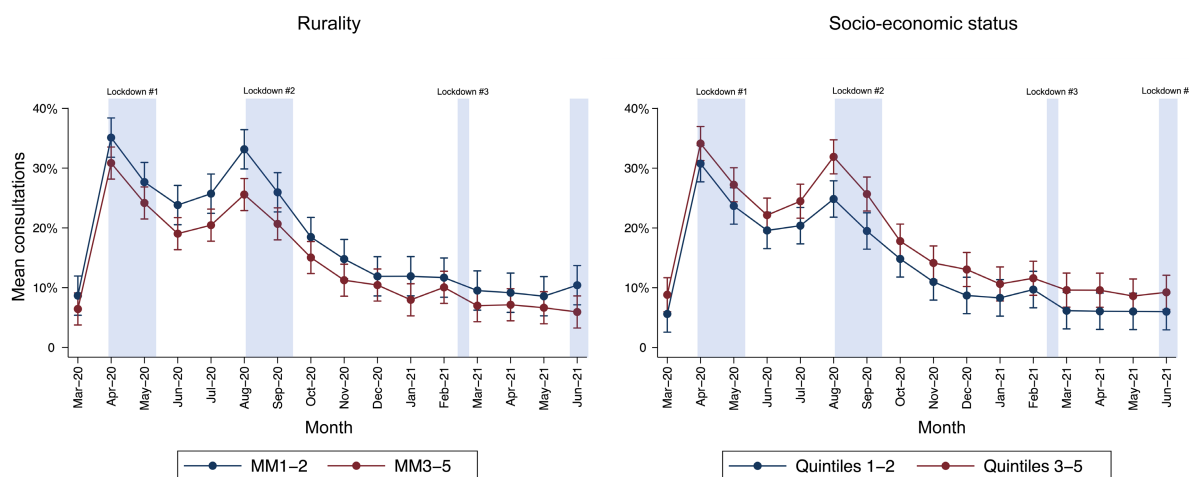 Rurality
Lockdown #1
Lockdown #2
Lockdown #3
40%
30%
20%
10%
0
Mean consultations
Mar–20
Apr–20
May–20
Jun–20
Jul–20
Aug–20
Sep–20
Oct–20
Nov–20
Dec–20
Jan–21
Feb–21
Mar–21
Apr–21
May–21
Jun–21
Month
MM1–2
MM3–5
Socio-economic status
Lockdown #1
Lockdown #2
Lockdown #3
Lockdown #
40%
30%
20%
10%
0
Mar–20
Apr–20
May–20
Jun–20
Jul–20
Aug–20
Sep–20
Oct–20
Nov–20
Dec–20
Jan–21
Feb–21
Mar–21
Apr–21
May–21
Jun–21
Month
Quintiles 1–2
Quintiles 3–5